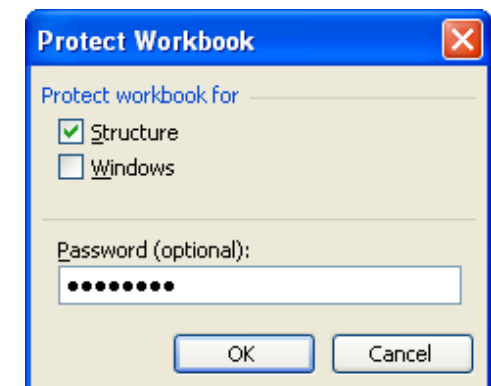 Protect Workbook
Protect workbook for
Structure
Windows
Password (optional):
••••••••
OK Cancel